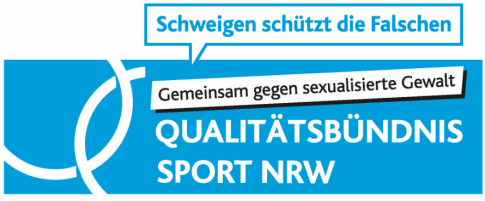 Schweigen schützt die Falschen
Gemeinsam gegen sexualisierte Gewalt
QUALITÄTSBÜNDNIS
SPORT NRW